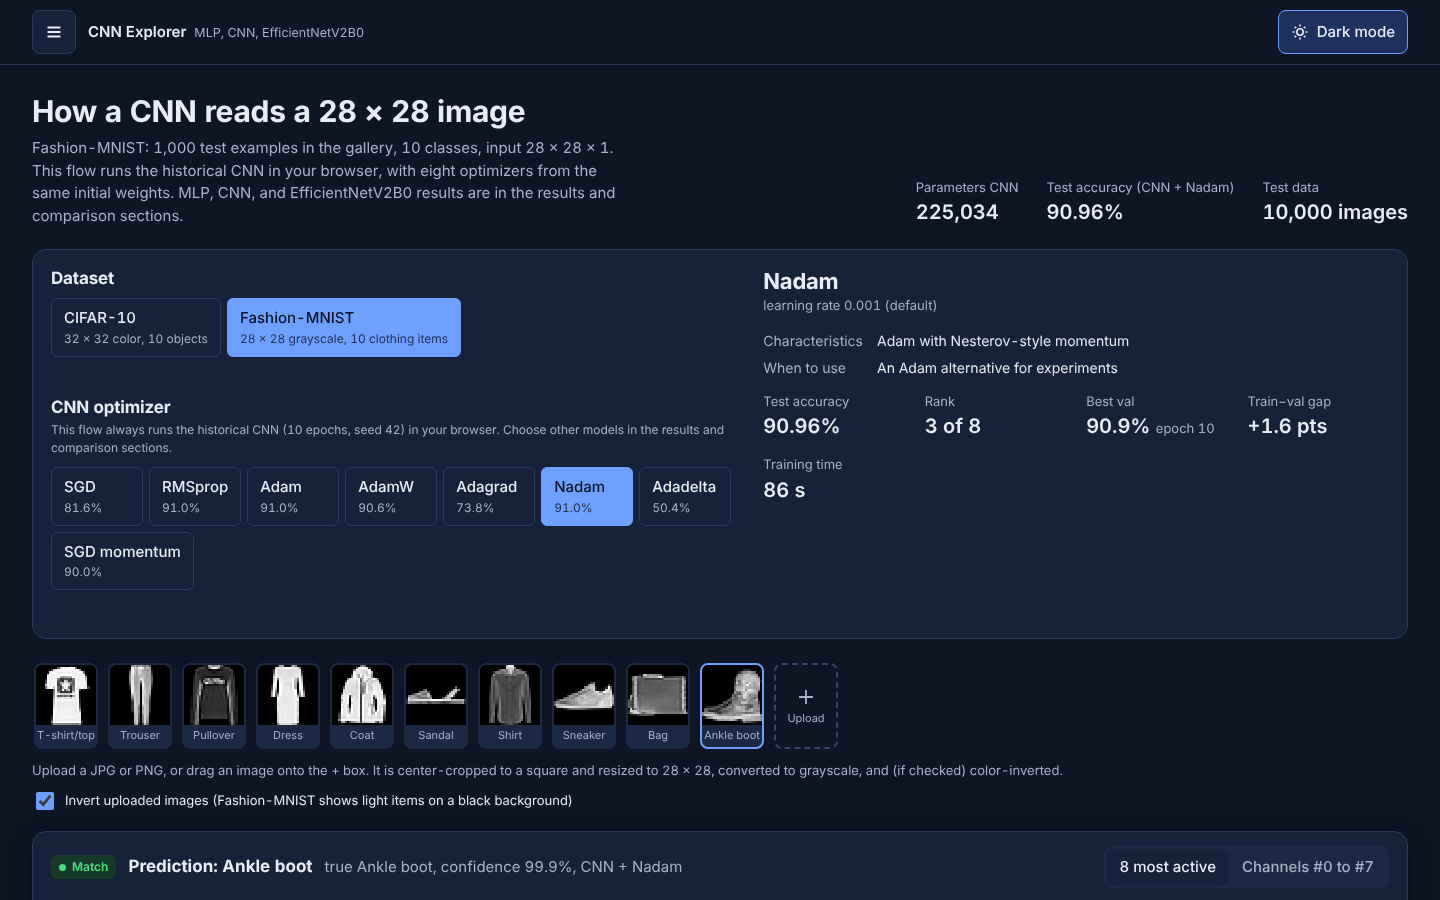 CNN Explorer MLP, CNN, EfficientNetV2B0
Dark mode
How a CNN reads a 28 × 28 image
Fashion-MNIST: 1,000 test examples in the gallery, 10 classes, input 28 × 28 × 1.
This flow runs the historical CNN in your browser, with eight optimizers from the
same initial weights. MLP, CNN, and EfficientNetV2B0 results are in the results and
comparison sections.
Parameters CNN
225,034
Test accuracy (CNN + Nadam)
90.96%
Test data
10,000 images
Dataset
CIFAR-10
32 × 32 color, 10 objects
Fashion-MNIST
28 × 28 grayscale, 10 clothing items
CNN optimizer
This flow always runs the historical CNN (10 epochs, seed 42) in your browser. Choose other models in the results and
comparison sections.
SGD
81.6%
RMSprop
91.0%
Adam
91.0%
AdamW
90.6%
Adagrad
73.8%
Nadam
91.0%
Adadelta
50.4%
SGD momentum
90.0%
Nadam
learning rate 0.001 (default)
Characteristics Adam with Nesterov-style momentum
When to use An Adam alternative for experiments
Test accuracy
90.96%
Rank
3 of 8
Best val
90.9% epoch 10
Train–val gap
+1.6 pts
Training time
86 s
T-shirt/top
Trouser
Pullover
Dress
Coat
Sandal
Shirt
Sneaker
Bag
Ankle boot
Upload
Upload a JPG or PNG, or drag an image onto the + box. It is center-cropped to a square and resized to 28 × 28, converted to grayscale, and (if checked) color-inverted.
Invert uploaded images (Fashion-MNIST shows light items on a black background)
Match
Prediction: Ankle boot true Ankle boot, confidence 99.9%, CNN + Nadam
8 most active
Channels #0 to #7